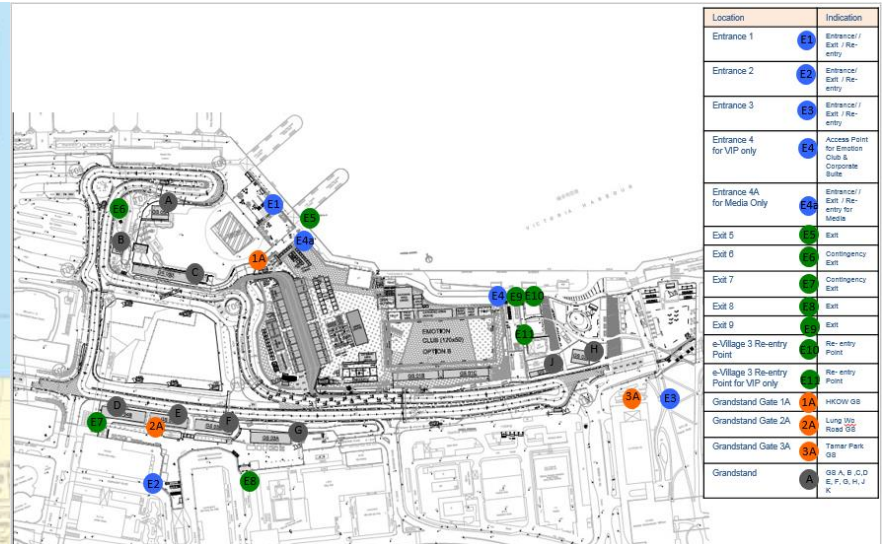 Location Indication
Entrance 1 E1 Entrance/ /
Exit / Re-
entry
Entrance 2 E2 Entrance/
Exit / Re-
entry
Entrance 3 E3 Entrance/ /
Exit / Re-
entry
Entrance 4
for VIP only E4 Access Point
for Emotion
Club &
Corporate
Suite
Entrance 4A
for Media Only E4a Entrance/ /
Exit / Re-
entry for
Media
Exit 5 E5 Exit
Exit 6 E6 Contingency
Exit
Exit 7 E7 Contingency
Exit
Exit 8 E8 Exit
Exit 9 E9 Exit
e-Village 3 Re-entry
Point E10 Re- entry
Point
e-Village 3 Re-entry
Point for VIP only E11 Re- entry
Point
Grandstand Gate 1A 1A HKOW GS
Grandstand Gate 2A 2A Lung Wo
Road GS
Grandstand Gate 3A 3A Tamar Park
GS
Grandstand A GS A, B ,C,D
E, F, G, H, J
K
VICTORIA HARBOUR
E6
A
E1
E5
B
E4a
1A
C
E4
E9
E10
E11
EMOTION
CLUB (120x50)
OPTION B
H
J
3A
E3
D
E
F
G
E7
2A
E2
E8